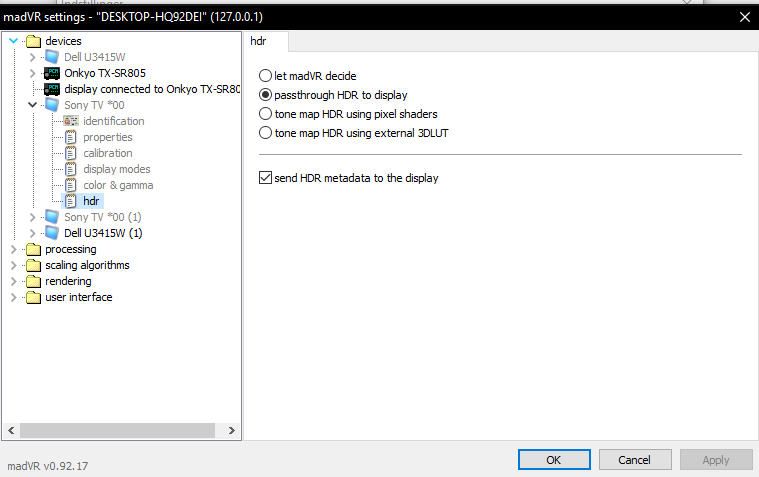 Indstillinger
madVR settings - "DESKTOP-HQ92DEI" (127.0.0.1)
devices
Dell U3415W
Onkyo TX-SR805
display connected to Onkyo TX-SR80
Sony TV *00
identification
properties
calibration
display modes
color & gamma
hdr
Sony TV *00 (1)
Dell U3415W (1)
processing
scaling algorithms
rendering
user interface
hdr
let madVR decide
passthrough HDR to display
tone map HDR using pixel shaders
tone map HDR using external 3DLUT
send HDR metadata to the display
madVR v0.92.17
OK
Cancel
Apply